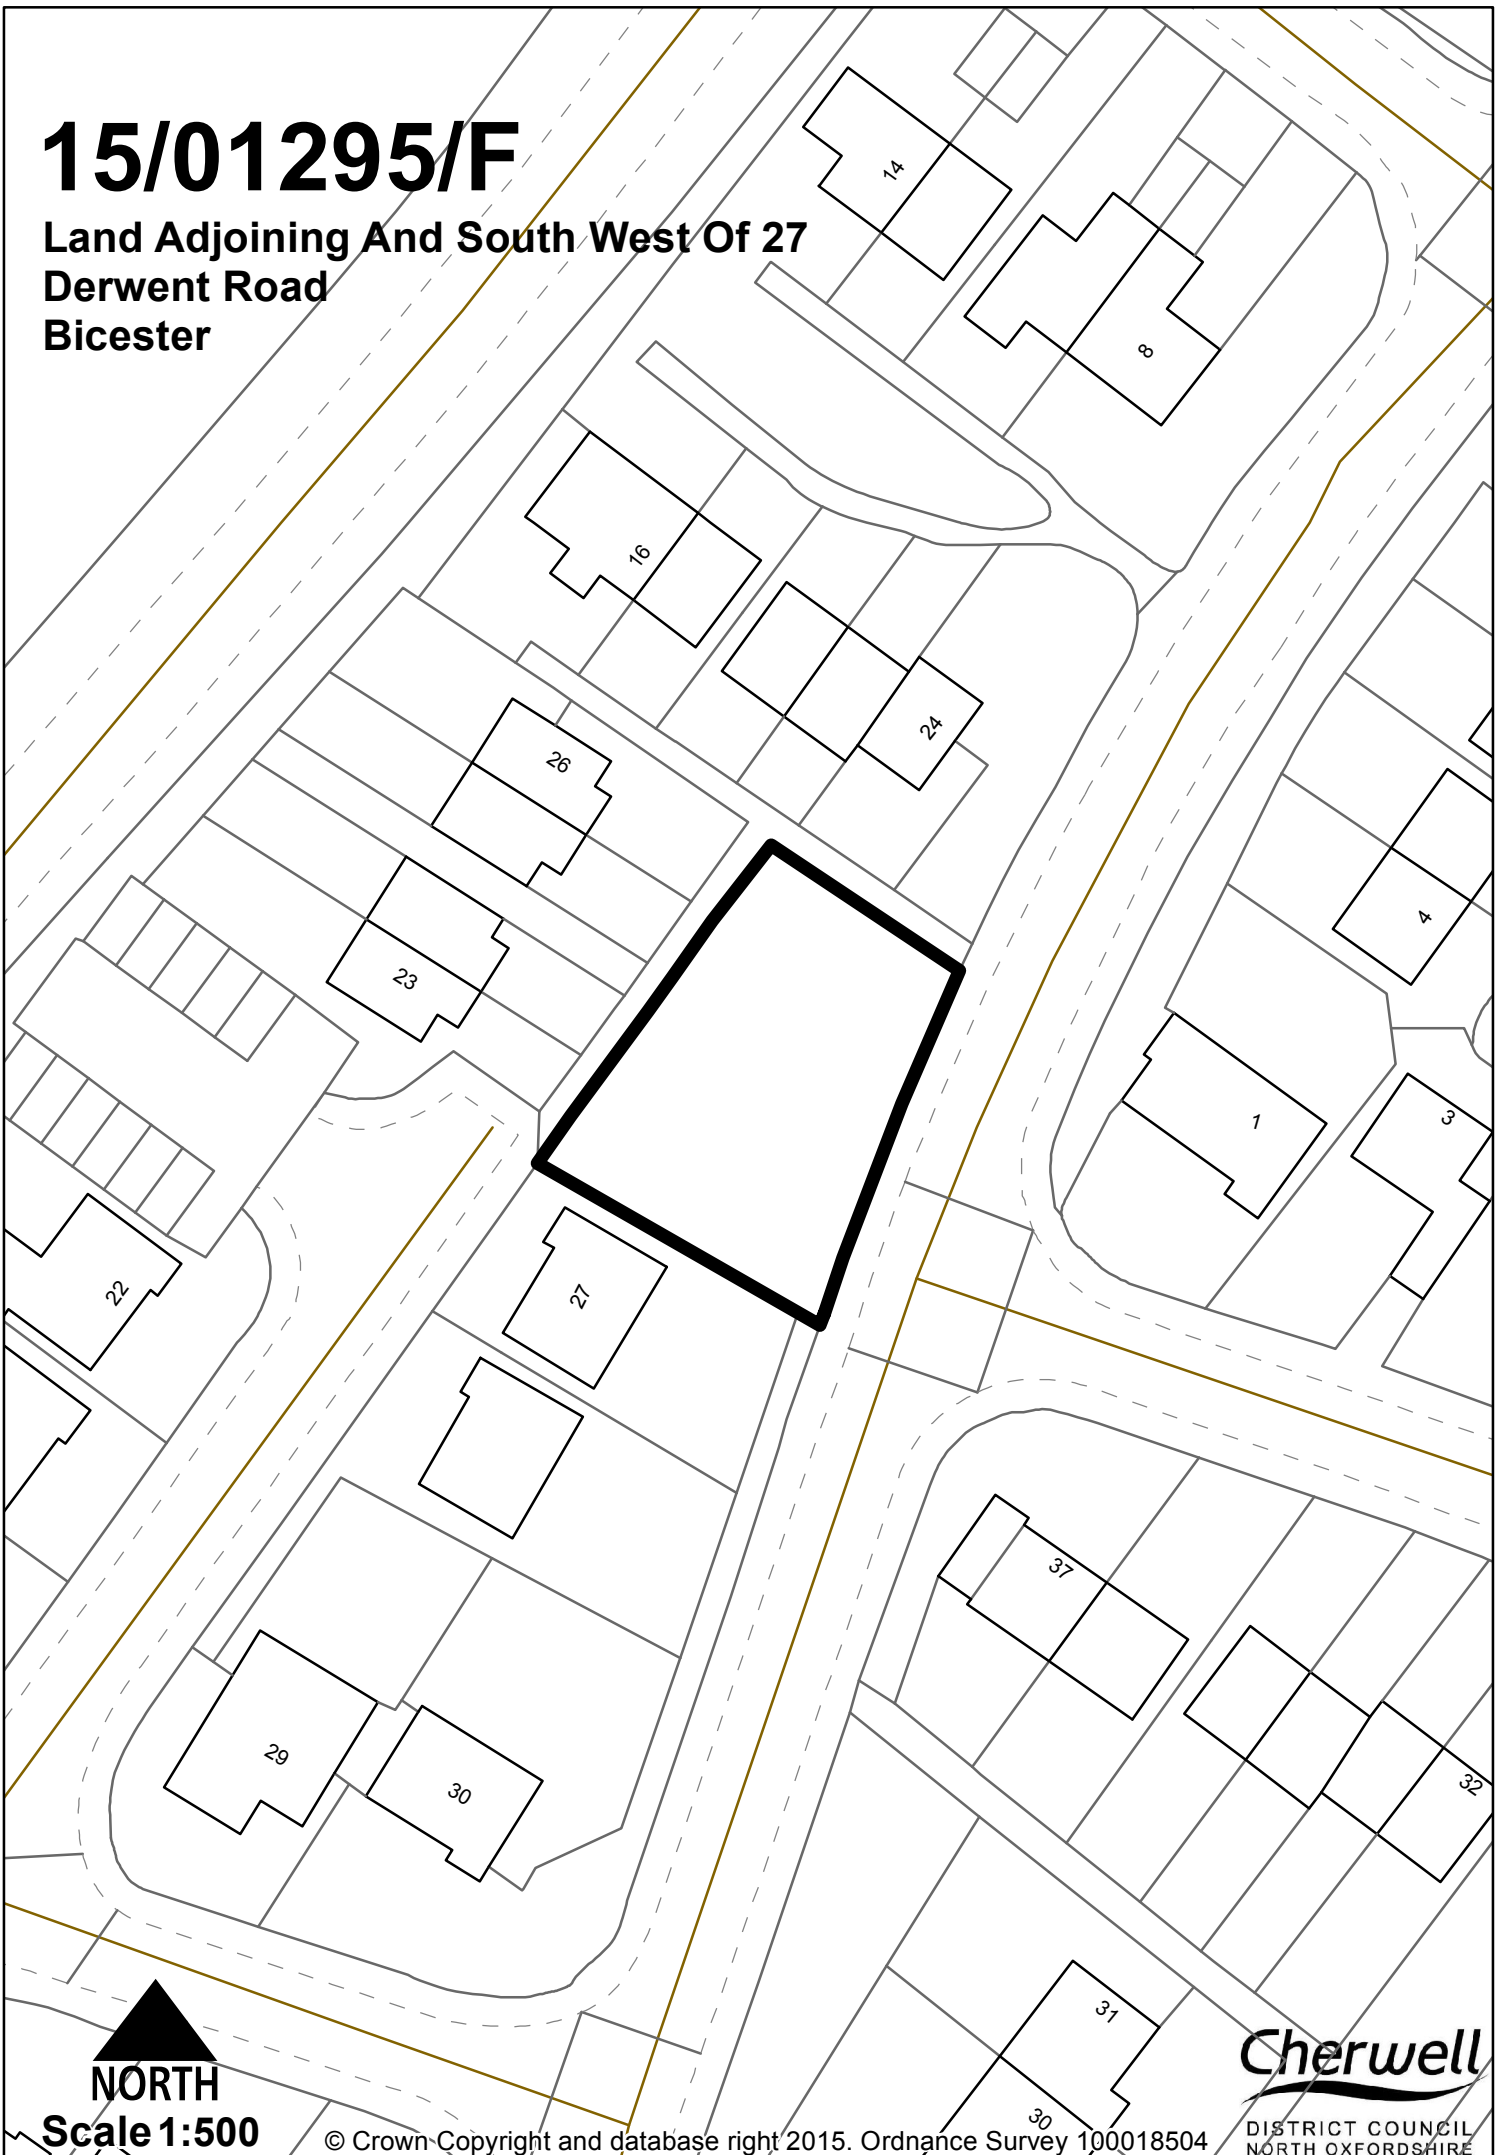 15/01295/F
Land Adjoining And South West Of 27
Derwent Road
Bicester
14
8
16
24
26
23
4
1
3
22
27
37
29
30
32
31
30
NORTH
Scale 1:500
© Crown Copyright and database right 2015. Ordnance Survey 100018504
Cherwell
DISTRICT COUNCIL
NORTH OXFORDSHIRE